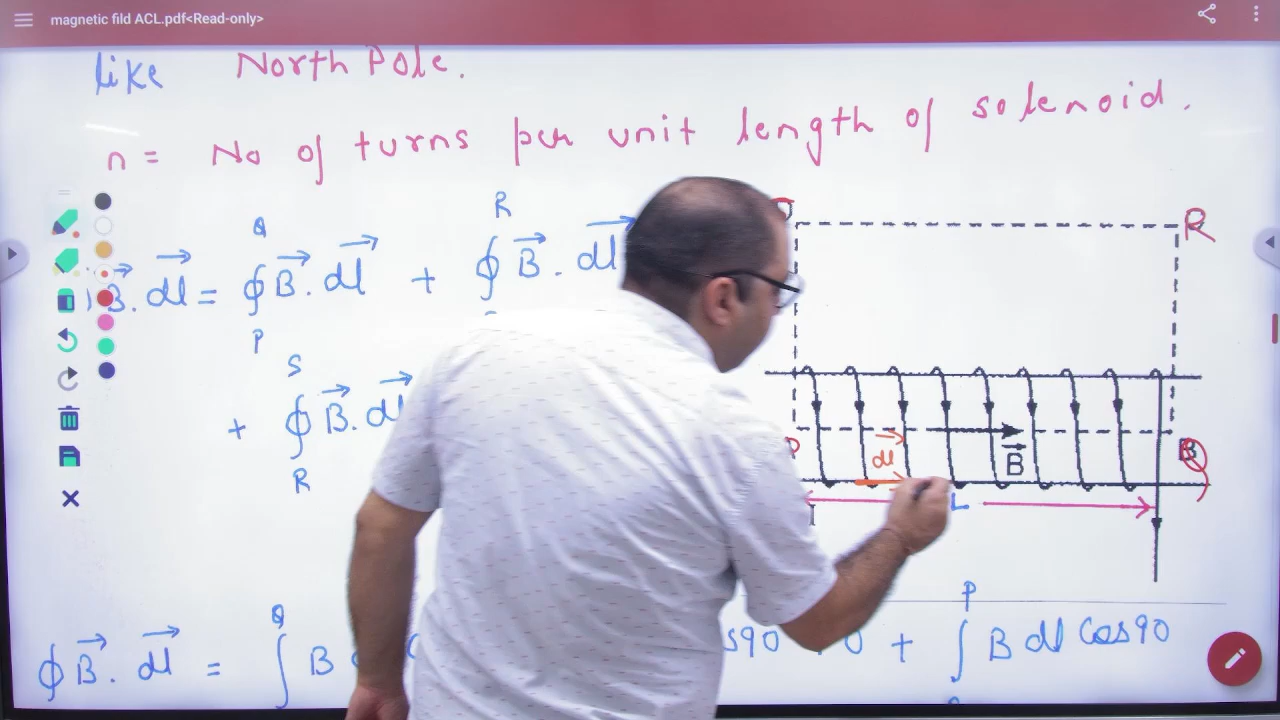 magnetic fild ACL.pdf<Read-only>
like North Pole.
n = No of turns per unit length of solenoid.
B. dl = ∮ B. dl + ∮ B. dl
Q
P
R
+ ∮ B. dl
S
R
R
P
dl
B
Q
L
∮ B. dl = ∫ B
Q
s90 + ∫ B dl Cos90
P